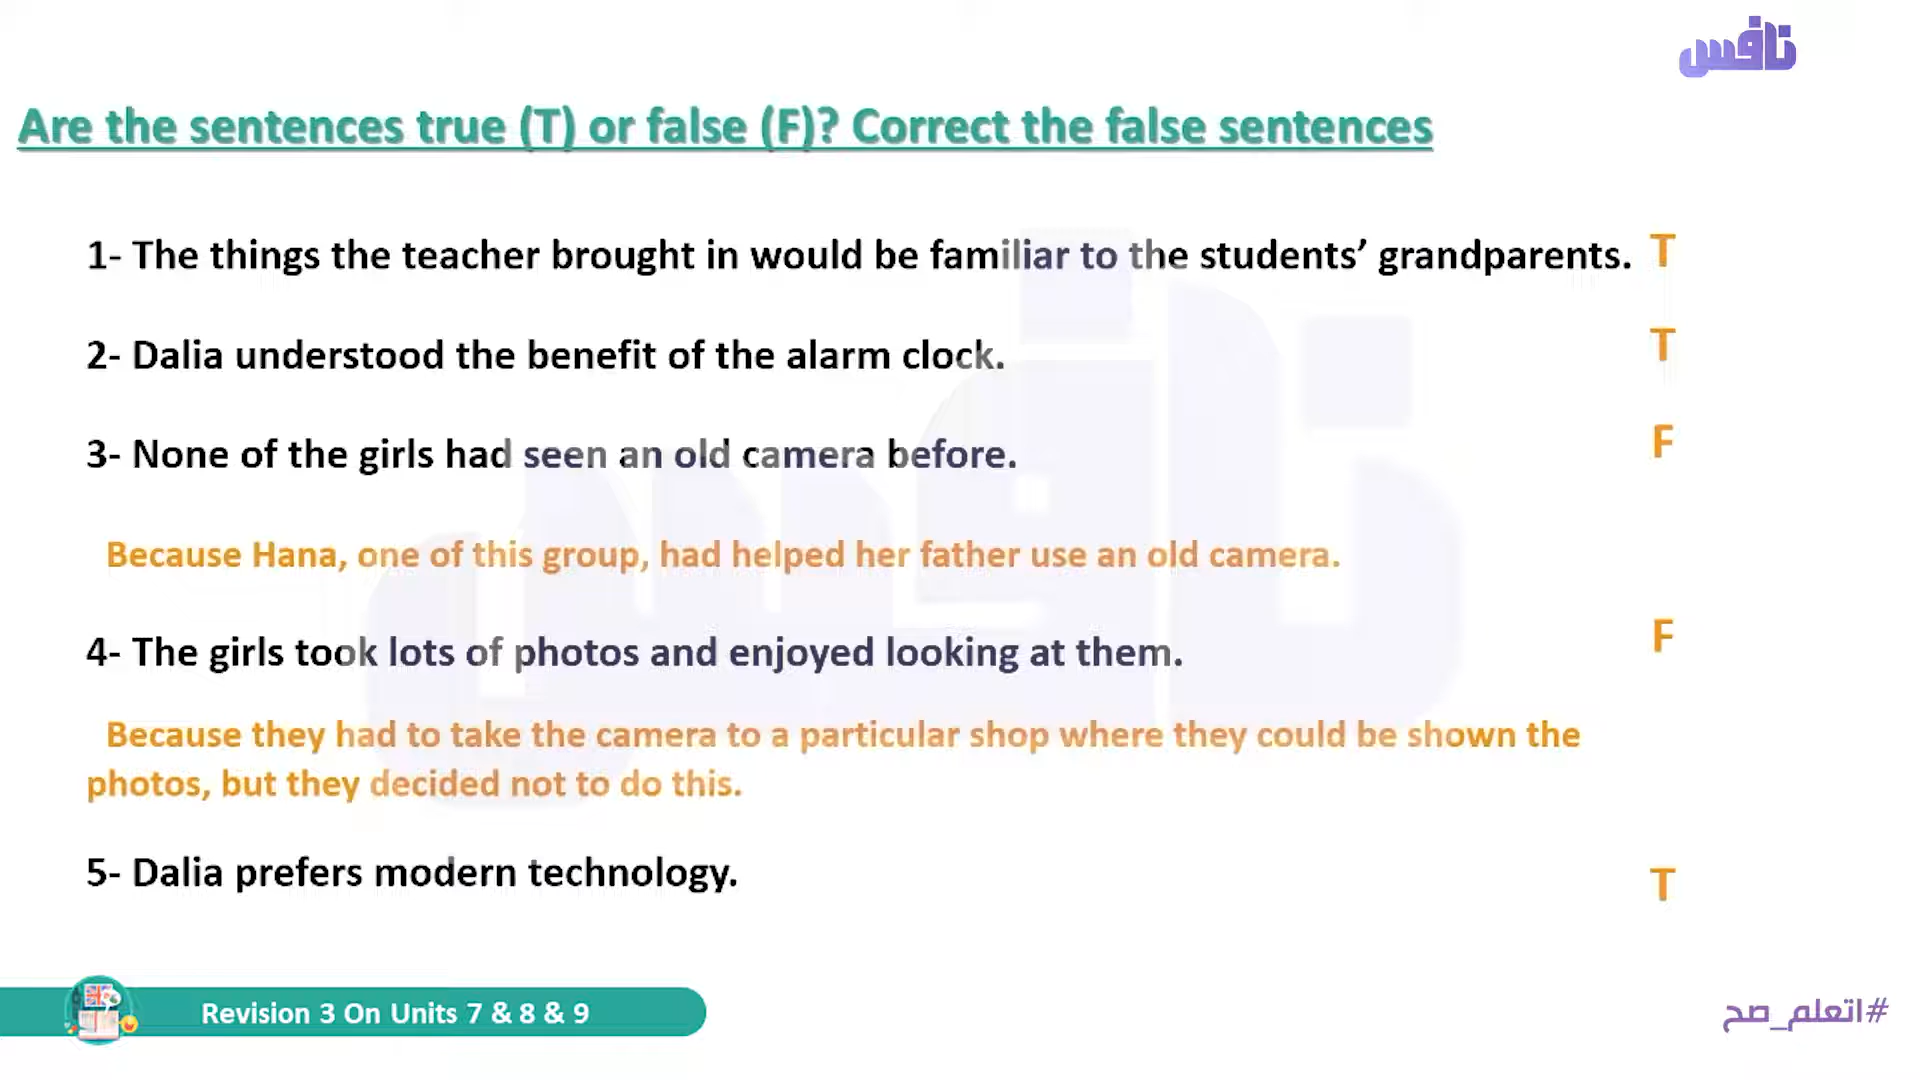 نافس
Are the sentences true (T) or false (F)? Correct the false sentences
1- The things the teacher brought in would be familiar to the students’ grandparents. T
2- Dalia understood the benefit of the alarm clock. T
3- None of the girls had seen an old camera before. F
Because Hana, one of this group, had helped her father use an old camera.
4- The girls took lots of photos and enjoyed looking at them. F
Because they had to take the camera to a particular shop where they could be shown the
photos, but they decided not to do this.
5- Dalia prefers modern technology. T
Revision 3 On Units 7 & 8 & 9
#اتعلم_صح